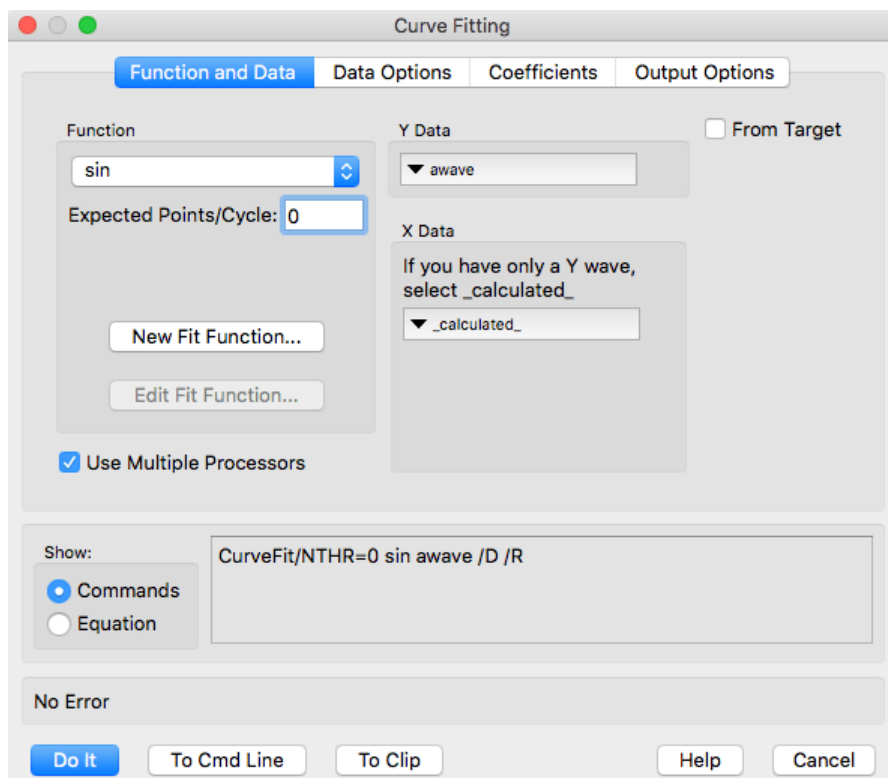 Curve Fitting
Function and Data
Data Options
Coefficients
Output Options
Function
sin
Expected Points/Cycle: 0
New Fit Function...
Edit Fit Function...
Use Multiple Processors
Y Data
awave
X Data
If you have only a Y wave,
select _calculated_
_calculated_
From Target
Show:
Commands
Equation
CurveFit/NTHR=0 sin awave /D /R
No Error
Do It
To Cmd Line
To Clip
Help
Cancel